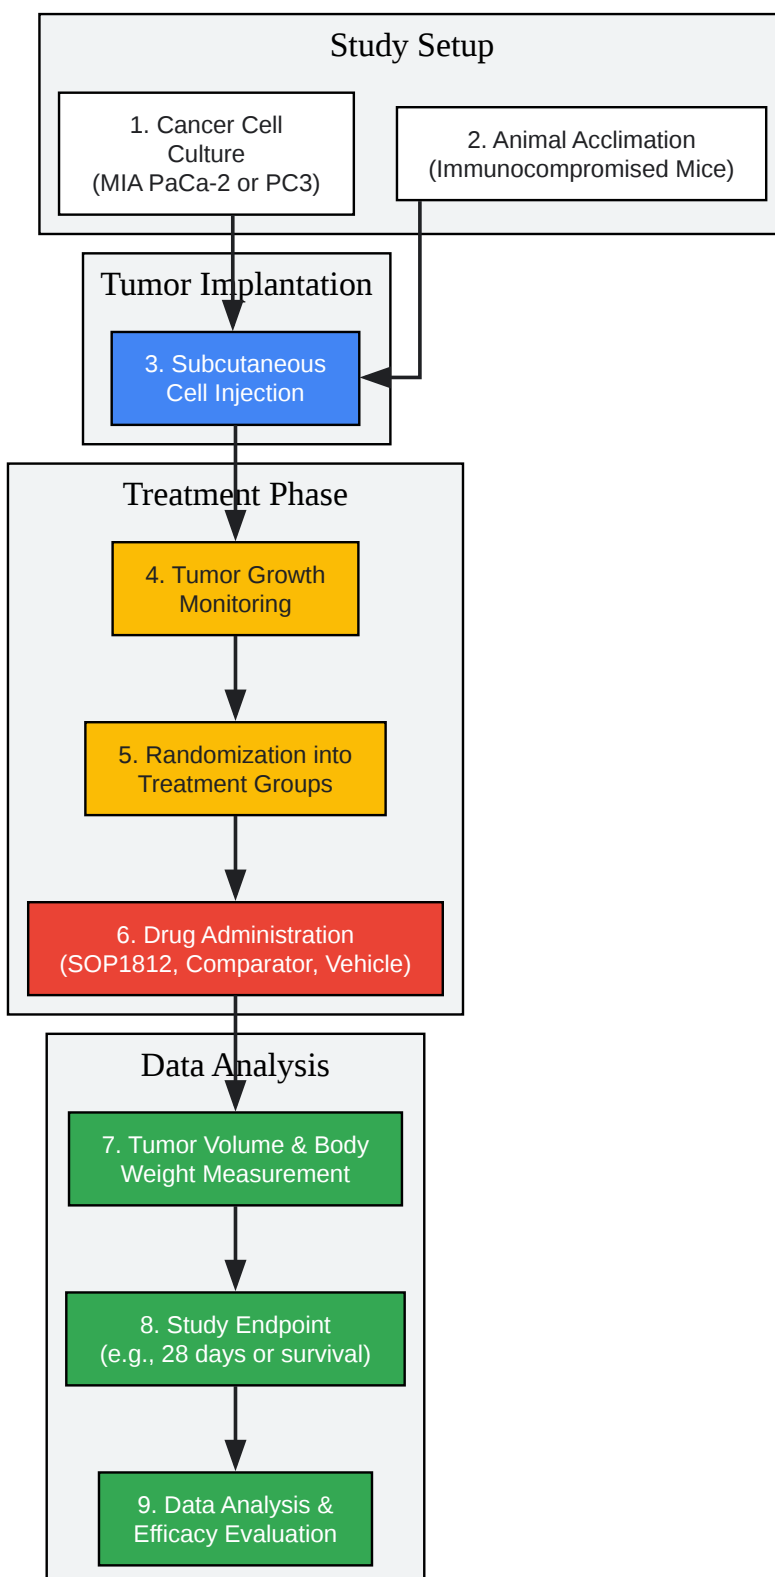 Study Setup
1. Cancer Cell
Culture
(MIA PaCa-2 or PC3)
2. Animal Acclimation
(Immunocompromised Mice)
Tumor Implantation
3. Subcutaneous
Cell Injection
Treatment Phase
4. Tumor Growth
Monitoring
5. Randomization into
Treatment Groups
6. Drug Administration
(SOP1812, Comparator, Vehicle)
Data Analysis
7. Tumor Volume & Body
Weight Measurement
8. Study Endpoint
(e.g., 28 days or survival)
9. Data Analysis &
Efficacy Evaluation